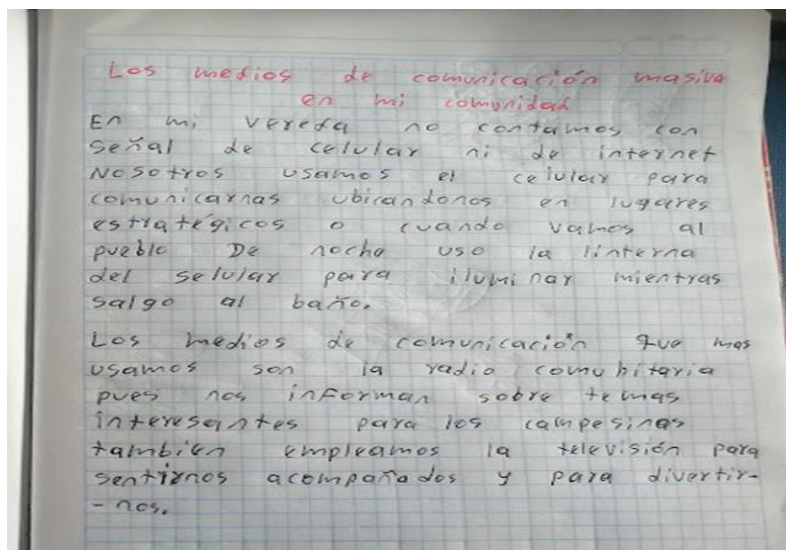 Los medios de comunicación masiva
en mi comunidad
En mi vereda no contamos con
señal de celular ni de internet
Nosotros usamos el celular para
comunicarnas ubicandonos en lugares
estratégicos o cuando vamos al
pueblo De noche uso la linterna
del selular para iluminar mientras
salgo al baño.
Los medios de comunicación que mas
usamos son la radio comunitaria
pues nos informan sobre temas
interesantes para los campesinas
tambien empleamos la televisión para
sentirnos acompañados y para divertir-
-nos.